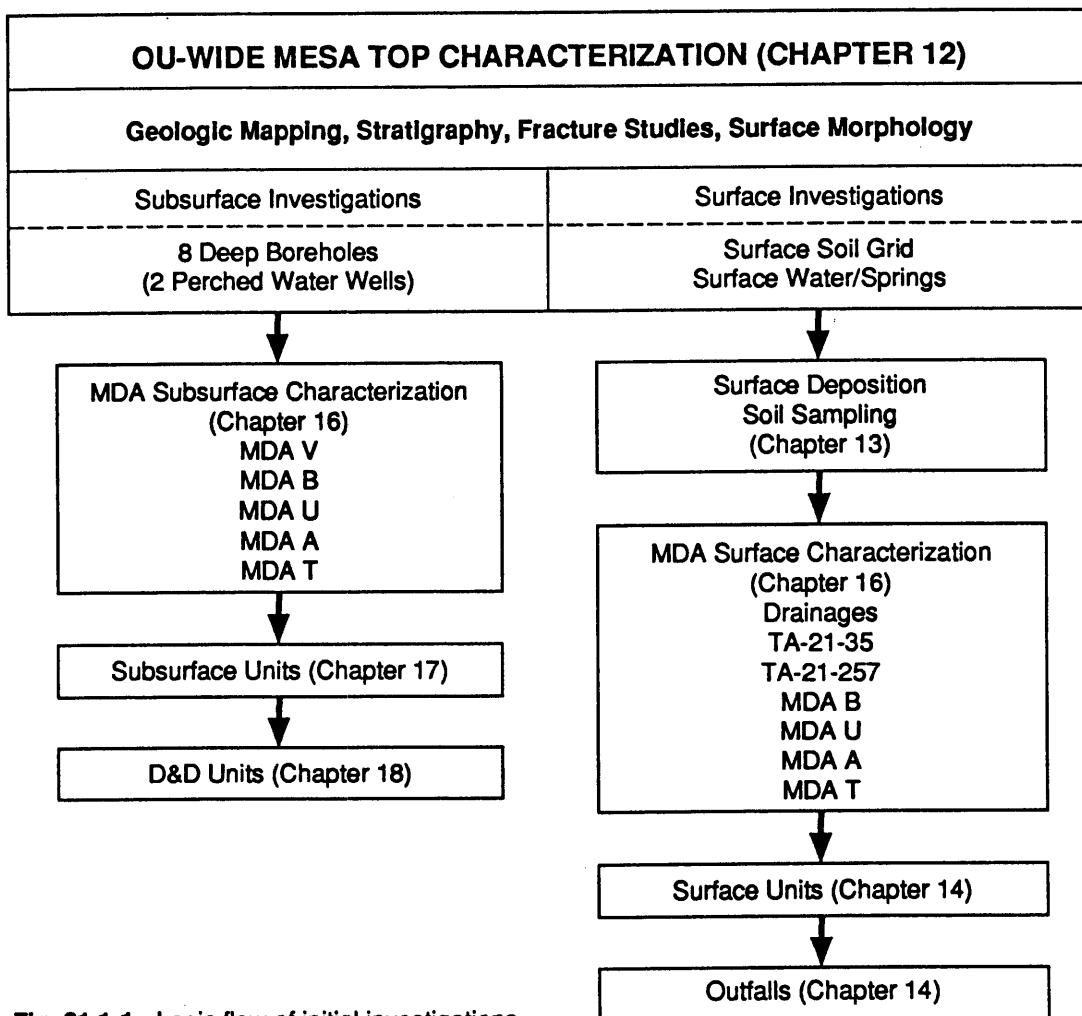 OU-WIDE MESA TOP CHARACTERIZATION (CHAPTER 12)
Geologic Mapping, Stratigraphy, Fracture Studies, Surface Morphology
Subsurface Investigations
8 Deep Boreholes
(2 Perched Water Wells)
Surface Investigations
Surface Soil Grid
Surface Water/Springs
MDA Subsurface Characterization
(Chapter 16)
MDA V
MDA B
MDA U
MDA A
MDA T
Subsurface Units (Chapter 17)
D&D Units (Chapter 18)
Surface Deposition
Soil Sampling
(Chapter 13)
MDA Surface Characterization
(Chapter 16)
Drainages
TA-21-35
TA-21-257
MDA B
MDA U
MDA A
MDA T
Surface Units (Chapter 14)
Outfalls (Chapter 14)